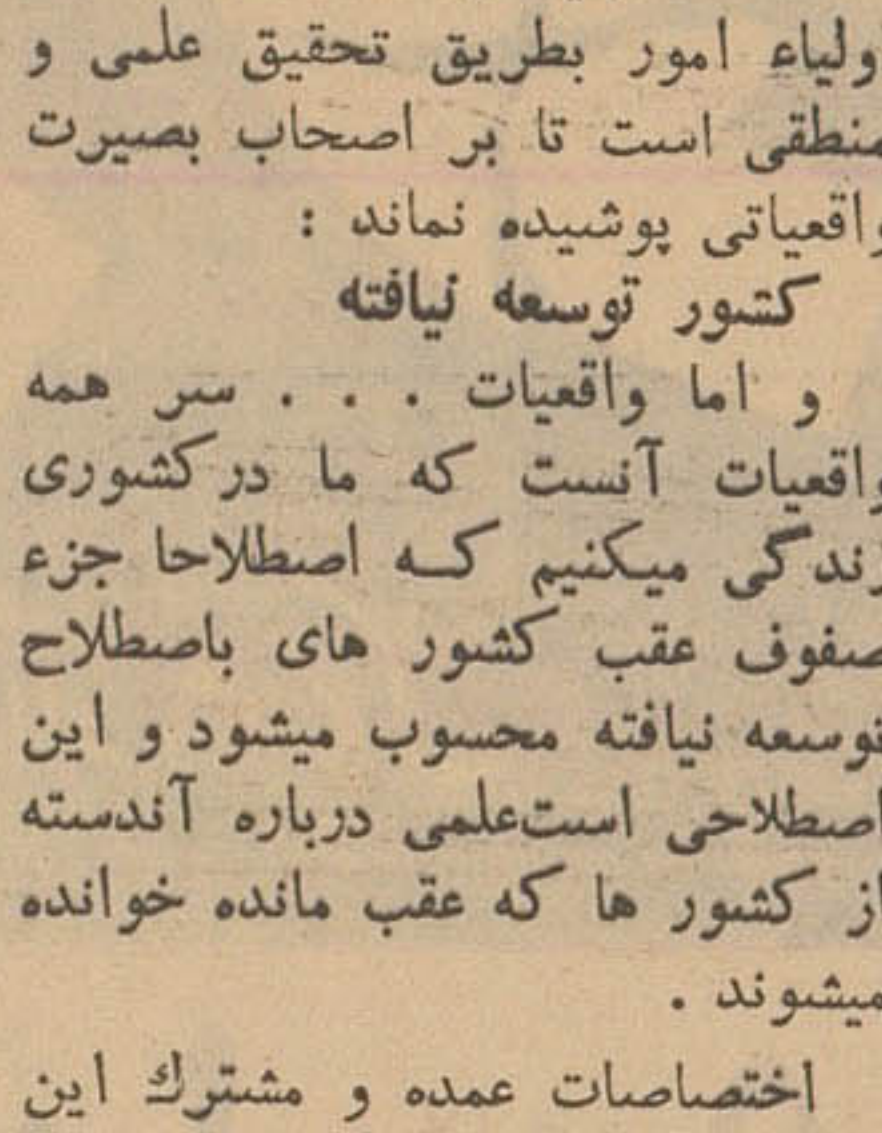 اولیاء امور بطریق تحقیق علمی و
منطقی است تا بر اصحاب بصیرت
واقعیاتی پوشیده نماند :
کشور توسعه نیافته
و اما واقعیات . . . سر همه
واقعیات آنست که ما در کشوری
زندگی میکنیم کـه اصطلاحا جزء
صفوف عقب کشور های باصطلاح
توسعه نیافته محسوب میشود و این
اصطلاحی است‌علمی درباره آندسته
از کشور ها که عقب مانده خوانده
میشوند .
اختصاصات عمده و مشترك این